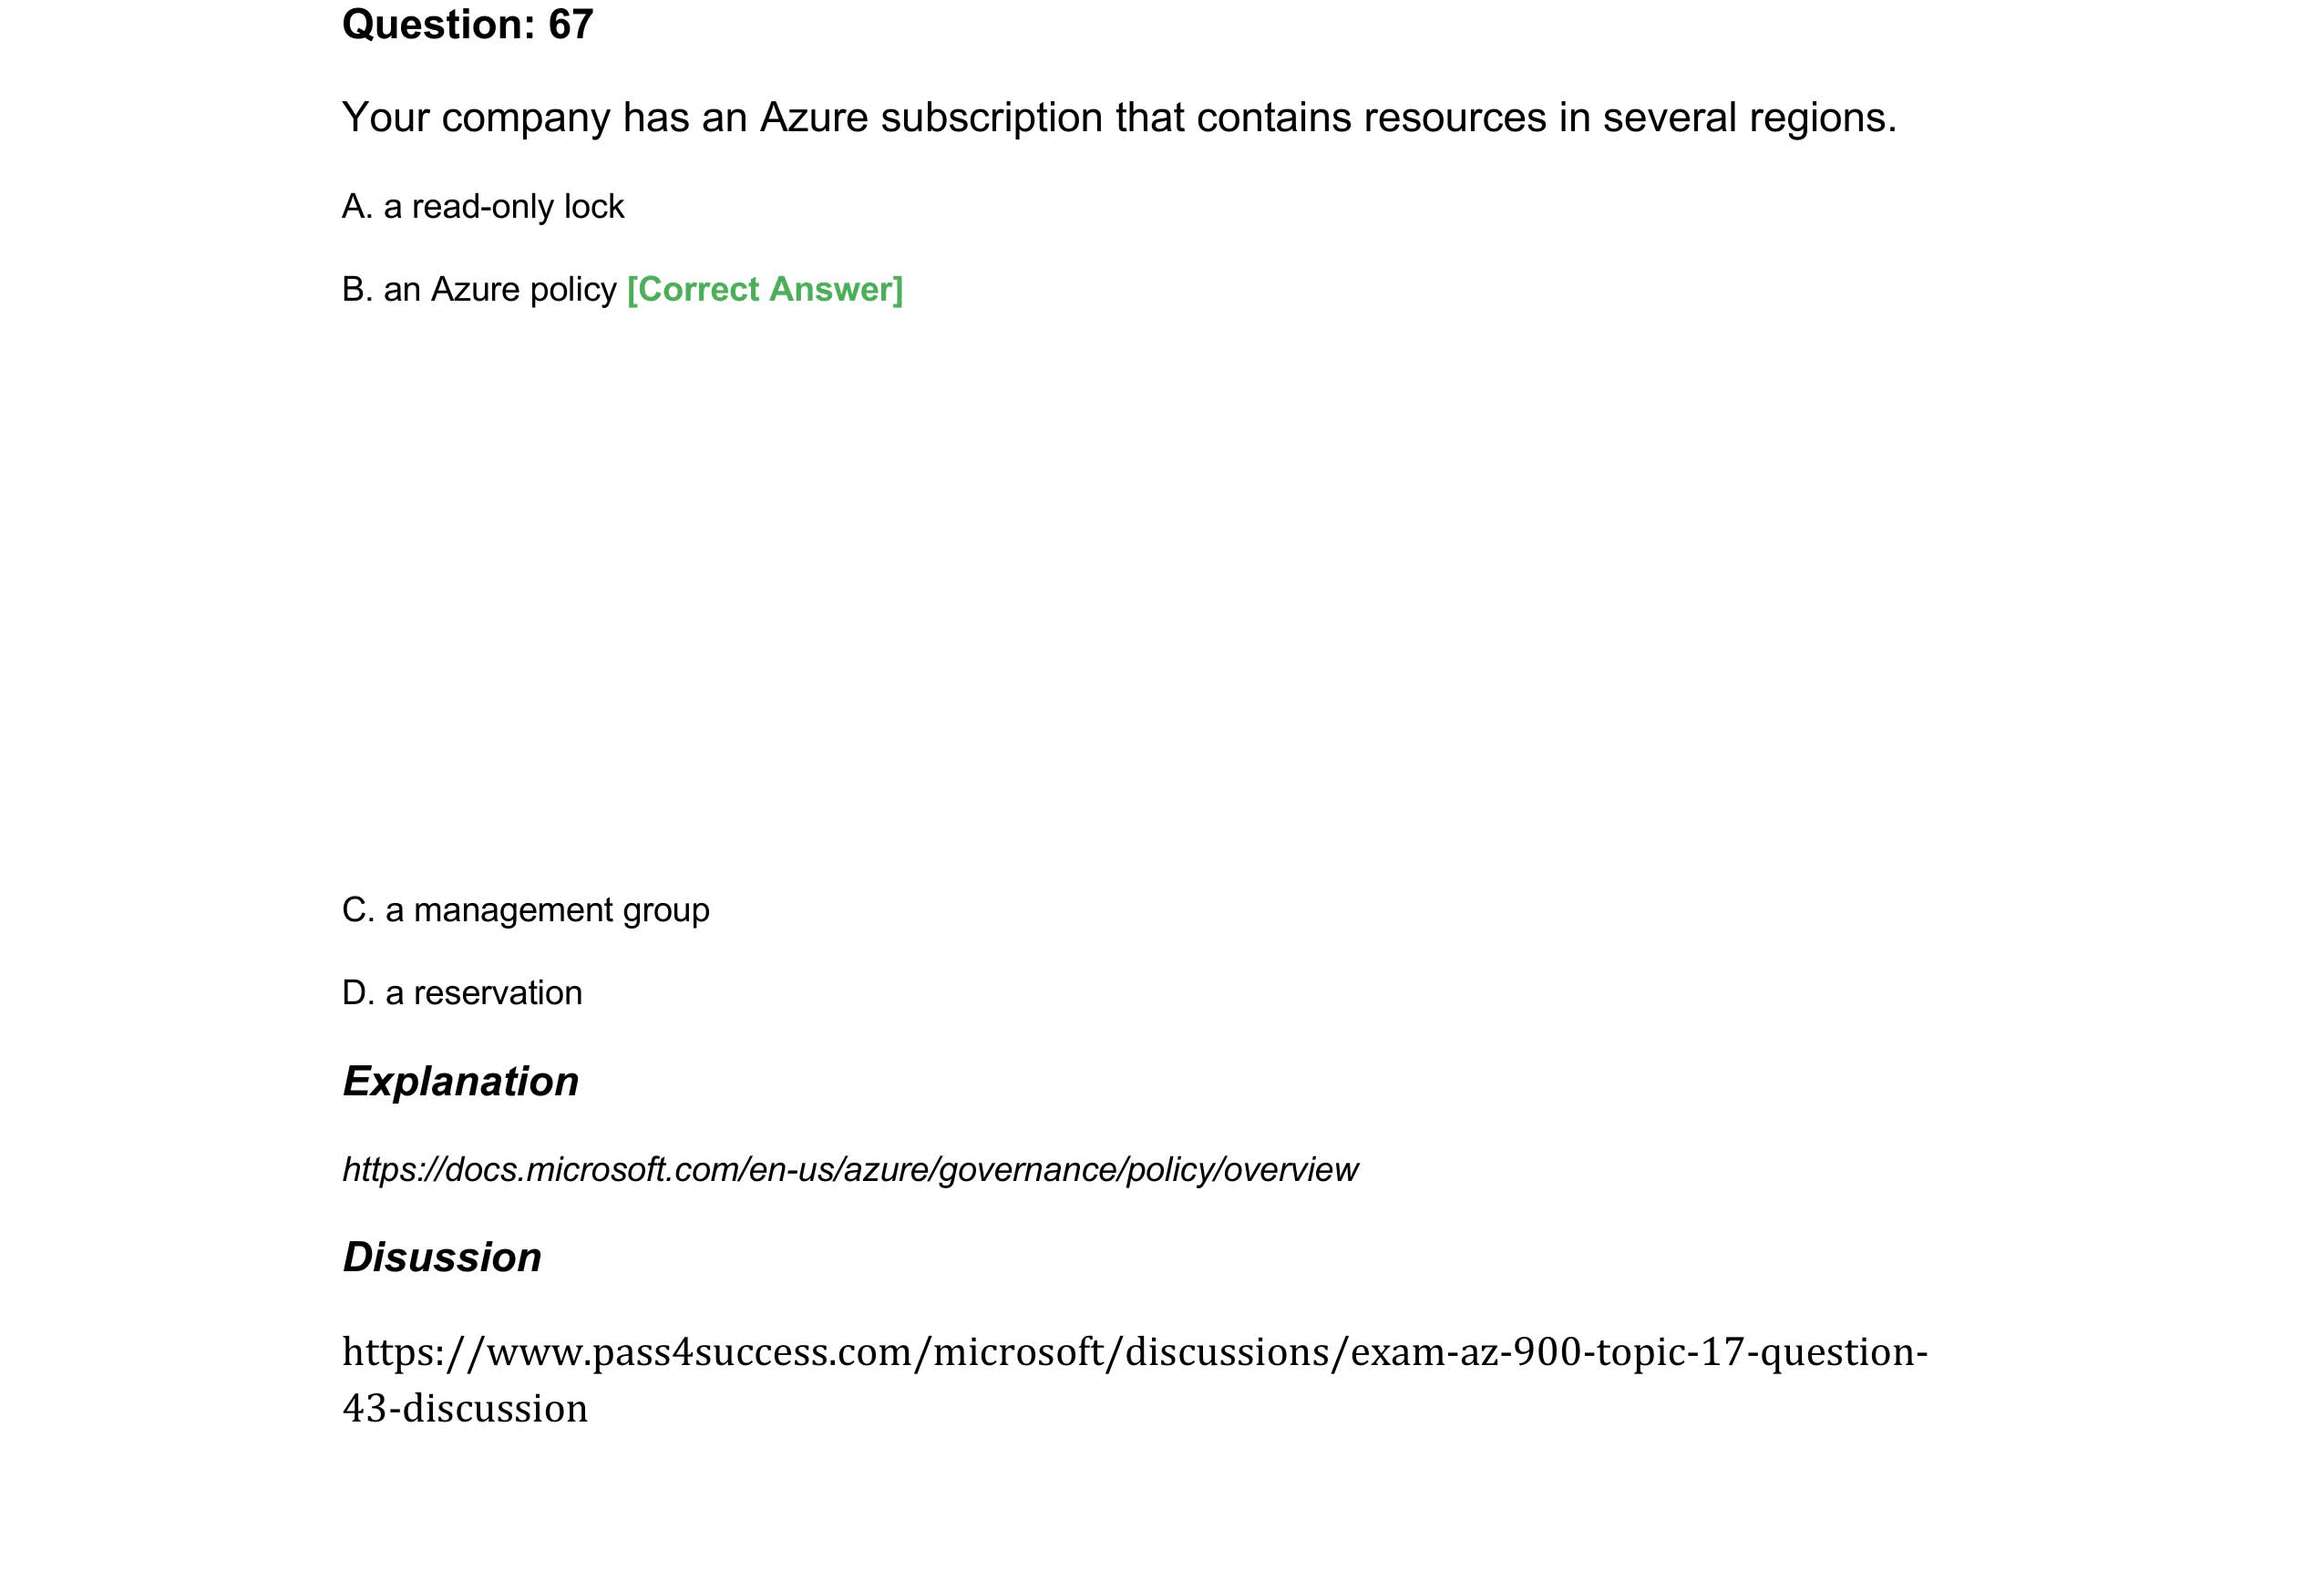 Question: 67
Your company has an Azure subscription that contains resources in several regions.
A. a read-only lock
B. an Azure policy [Correct Answer]
C. a management group
D. a reservation
Explanation
https://docs.microsoft.com/en-us/azure/governance/policy/overview
Disussion
https://www.pass4success.com/microsoft/discussions/exam-az-900-topic-17-question-
43-discussion